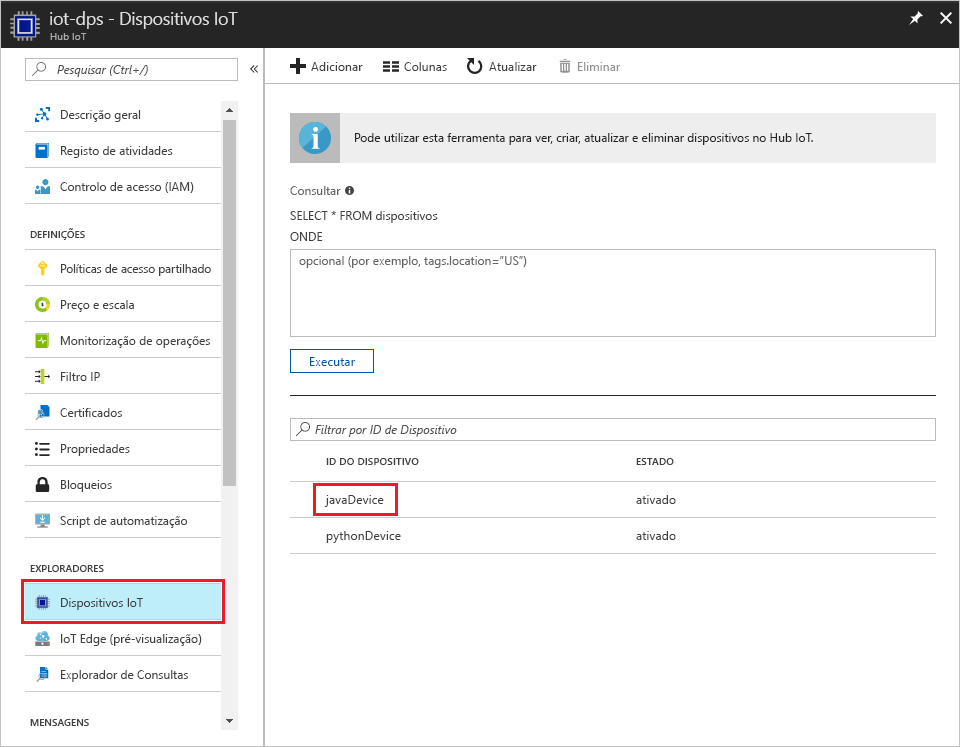 iot-dps - Dispositivos IoT
Hub IoT
Pesquisar (Ctrl+/)
Descrição geral
Registo de atividades
Controlo de acesso (IAM)
DEFINIÇÕES
Políticas de acesso partilhado
Preço e escala
Monitorização de operações
Filtro IP
Certificados
Propriedades
Bloqueios
Script de automatização
EXPLORADORES
Dispositivos IoT
IoT Edge (pré-visualização)
Explorador de Consultas
MENSAGENS
Adicionar Colunas Atualizar Eliminar
Pode utilizar esta ferramenta para ver, criar, atualizar e eliminar dispositivos no Hub IoT.
Consultar
SELECT * FROM dispositivos
ONDE
opcional (por exemplo, tags.location="US")
Executar
Filtrar por ID de Dispositivo
ID DO DISPOSITIVO ESTADO
javaDevice ativado
pythonDevice ativado